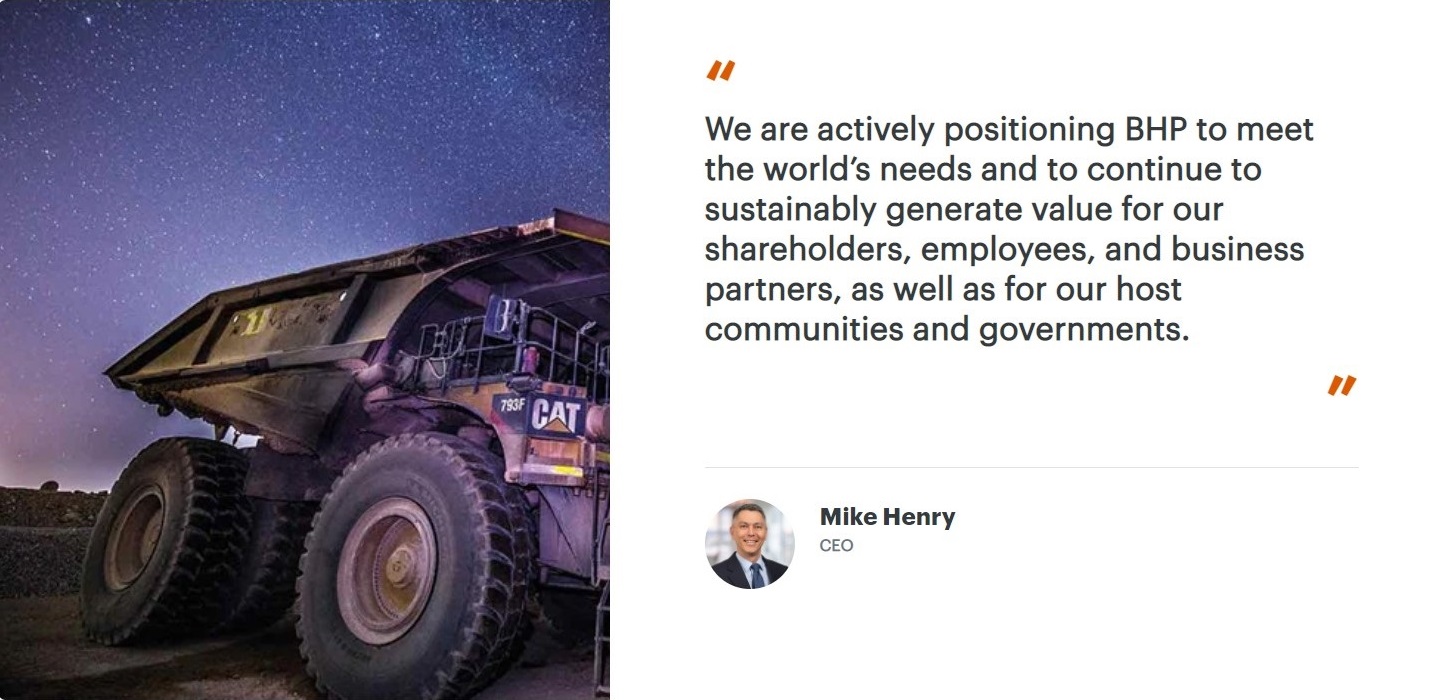 “
We are actively positioning BHP to meet
the world’s needs and to continue to
sustainably generate value for our
shareholders, employees, and business
partners, as well as for our host
communities and governments.
”
Mike Henry
CEO
793F CAT